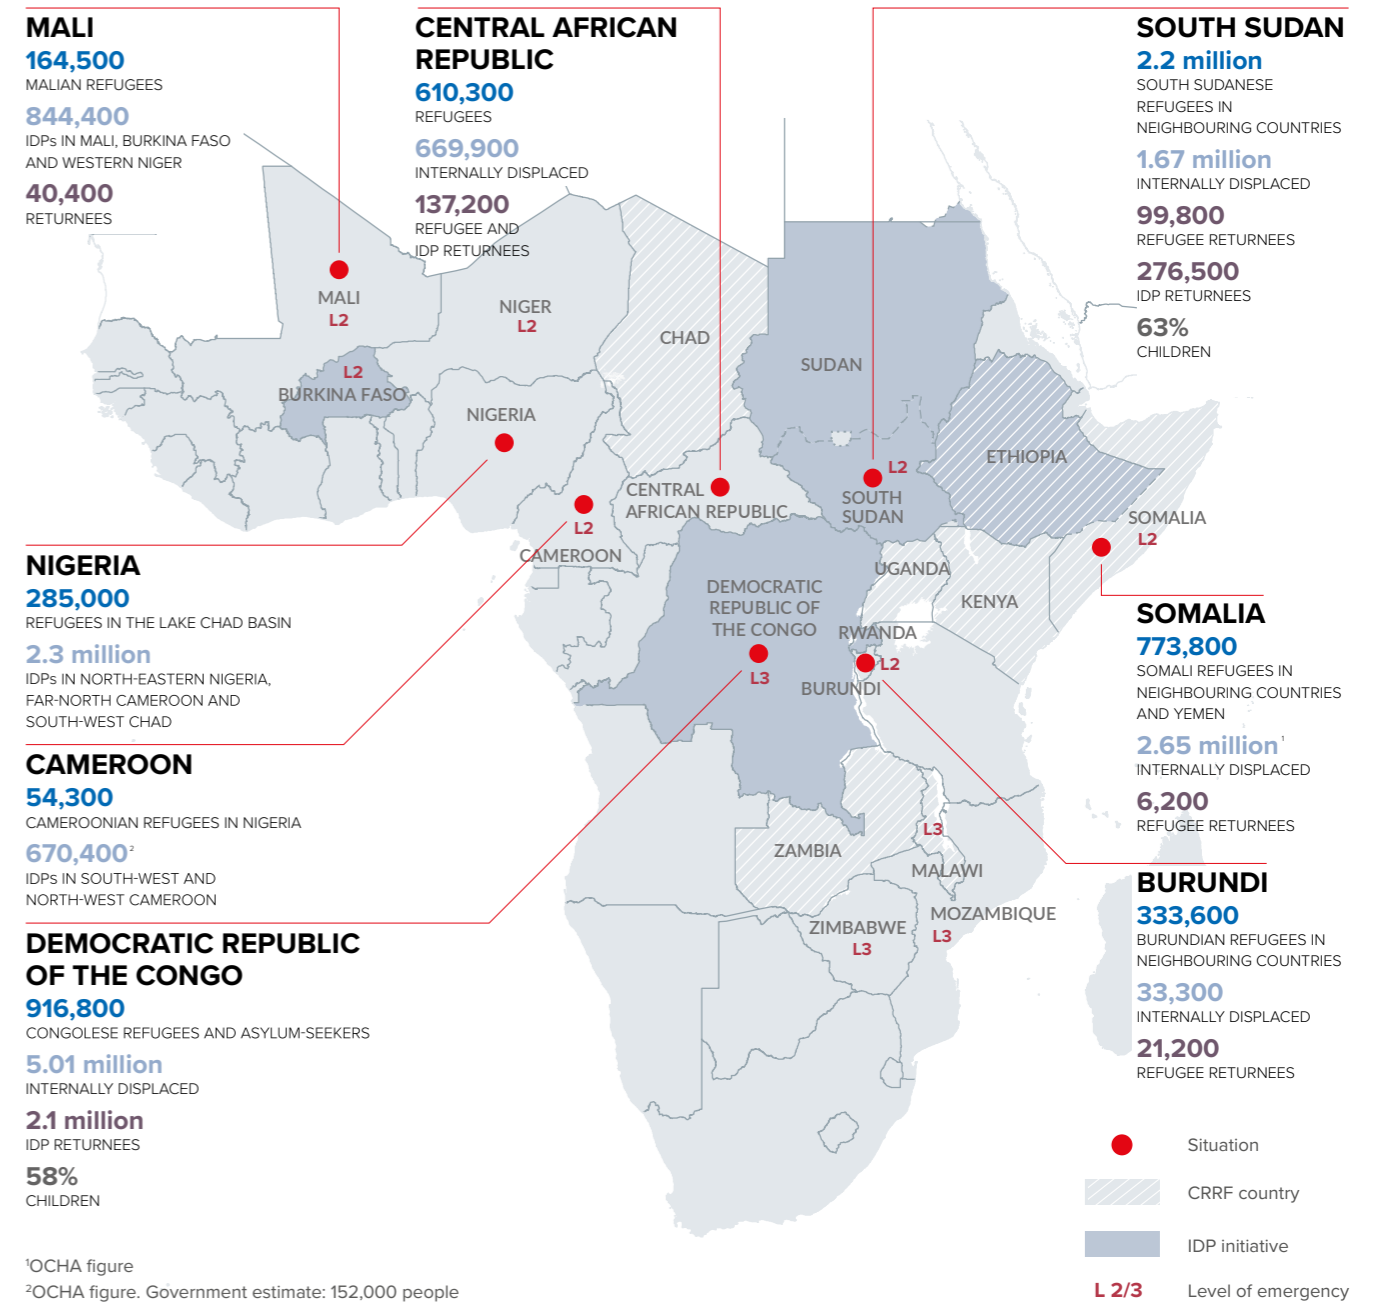 MALI
164,500
MALIAN REFUGEES
844,400
IDPs IN MALI, BURKINA FASO
AND WESTERN NIGER
40,400
RETURNEES
CENTRAL AFRICAN
REPUBLIC
610,300
REFUGEES
669,900
INTERNALLY DISPLACED
137,200
REFUGEE AND
IDP RETURNEES
SOUTH SUDAN
2.2 million
SOUTH SUDANESE
REFUGEES IN
NEIGHBOURING COUNTRIES
1.67 million
INTERNALLY DISPLACED
99,800
REFUGEE RETURNEES
276,500
IDP RETURNEES
63%
CHILDREN
MALI
L2
NIGER
L2
CHAD
SUDAN
L2
BURKINA FASO
NIGERIA
ETHIOPIA
L2
SOUTH
SUDAN
CENTRAL
AFRICAN REPUBLIC
L2
CAMEROON
SOMALIA
L2
UGANDA
KENYA
DEMOCRATIC
REPUBLIC OF
THE CONGO
L3
RWANDA
L2
BURUNDI
ZAMBIA
L3
MALAWI
MOZAMBIQUE
L3
ZIMBABWE
L3
NIGERIA
285,000
REFUGEES IN THE LAKE CHAD BASIN
2.3 million
IDPs IN NORTH-EASTERN NIGERIA,
FAR-NORTH CAMEROON AND
SOUTH-WEST CHAD
CAMEROON
54,300
CAMEROONIAN REFUGEES IN NIGERIA
670,400²
IDPs IN SOUTH-WEST AND
NORTH-WEST CAMEROON
DEMOCRATIC REPUBLIC
OF THE CONGO
916,800
CONGOLESE REFUGEES AND ASYLUM-SEEKERS
5.01 million
INTERNALLY DISPLACED
2.1 million
IDP RETURNEES
58%
CHILDREN
SOMALIA
773,800
SOMALI REFUGEES IN
NEIGHBOURING COUNTRIES
AND YEMEN
2.65 million¹
INTERNALLY DISPLACED
6,200
REFUGEE RETURNEES
BURUNDI
333,600
BURUNDIAN REFUGEES IN
NEIGHBOURING COUNTRIES
33,300
INTERNALLY DISPLACED
21,200
REFUGEE RETURNEES
Situation
CRRF country
IDP initiative
L 2/3 Level of emergency
¹OCHA figure
²OCHA figure. Government estimate: 152,000 people